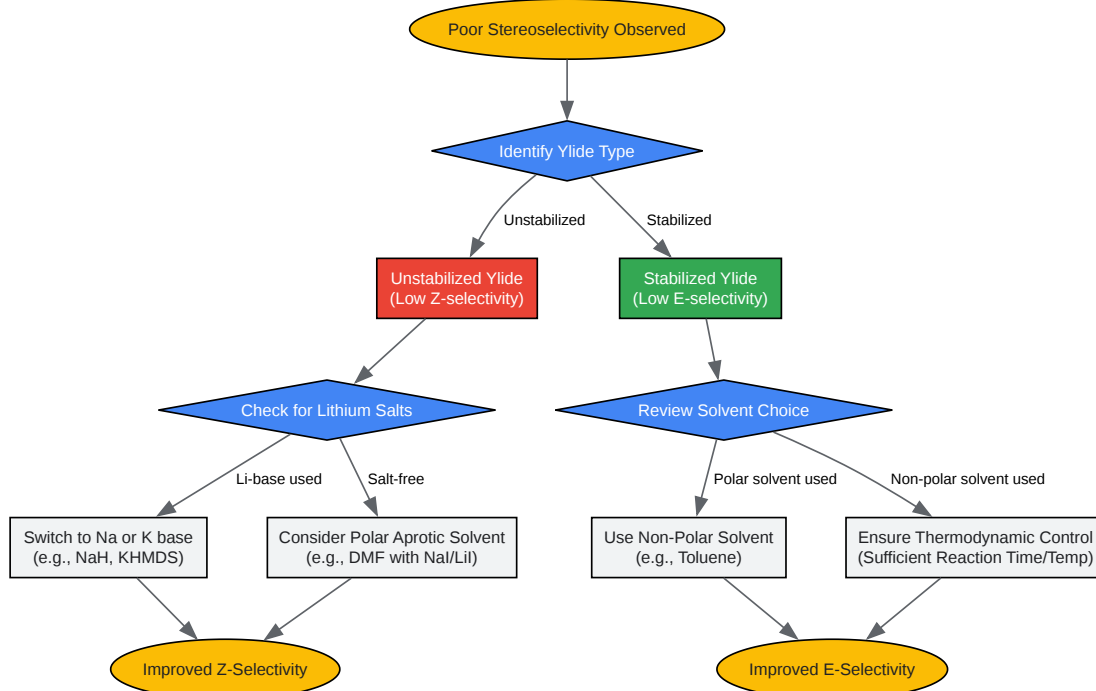 Poor Stereoselectivity Observed
Identify Ylide Type
Unstabilized
Stabilized
Unstabilized Ylide
(Low Z-selectivity)
Stabilized Ylide
(Low E-selectivity)
Check for Lithium Salts
Review Solvent Choice
Li-base used
Salt-free
Polar solvent used
Non-polar solvent used
Switch to Na or K base
(e.g., NaH, KHMDS)
Consider Polar Aprotic Solvent
(e.g., DMF with NaI/LiI)
Use Non-Polar Solvent
(e.g., Toluene)
Ensure Thermodynamic Control
(Sufficient Reaction Time/Temp)
Improved Z-Selectivity
Improved E-Selectivity